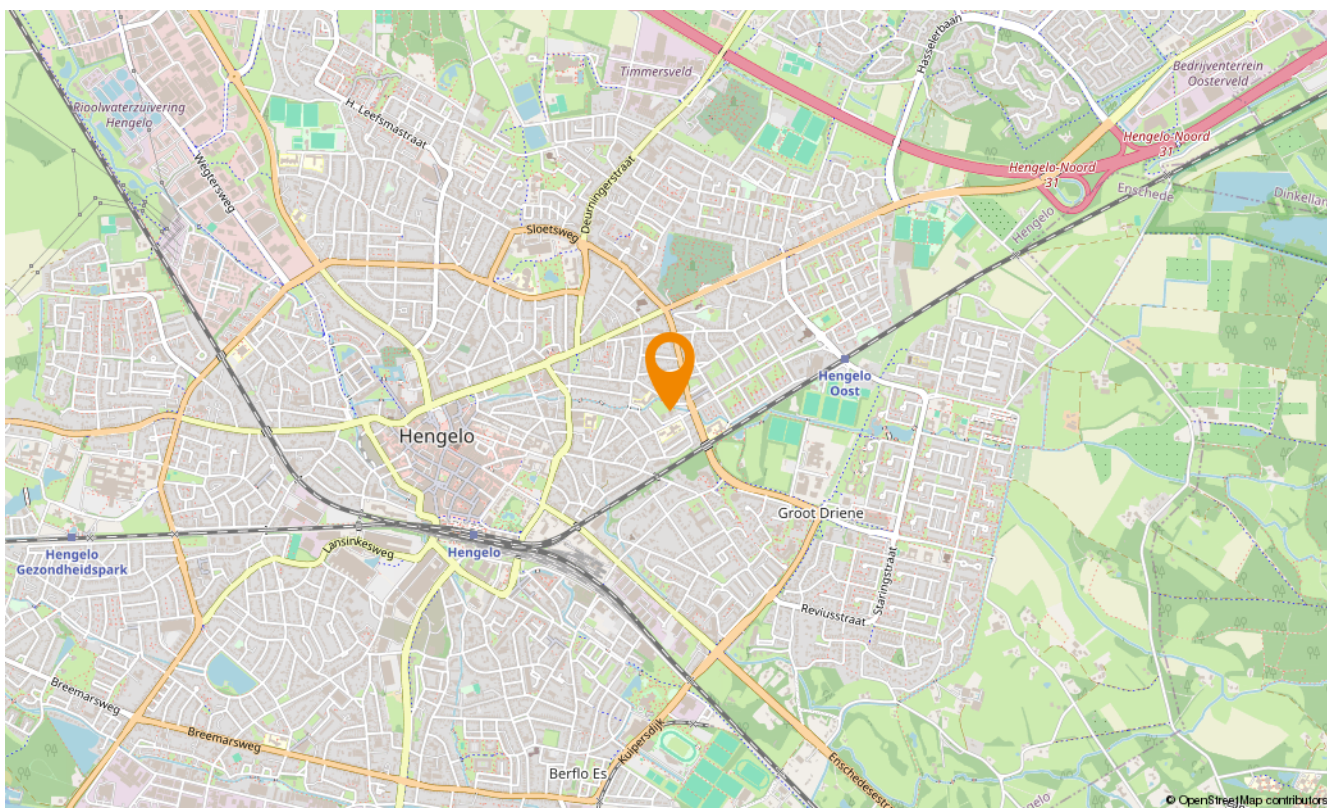 Hasselerbaan
Timmersveld
Bedrijventerrein
Oosterveld
Rioolwaterzuivering
Hengelo
H. Leefsmastraat
Hengelo-Noord
31
Hengelo-Noord
31
Wegtersweg
Deurningerstraat
Enschede
Dinkelland
Hengelo
Sloetsweg
Hengelo
Oost
Hengelo
Groot Driene
Hengelo
Gezondheidspark
Lansinkesweg
Hengelo
Staringstraat
Reviusstraat
Breemarsweg
Breemarsweg
Kuipersdijk
Berflo Es
Enschedesestr
© OpenStreetMap contributors